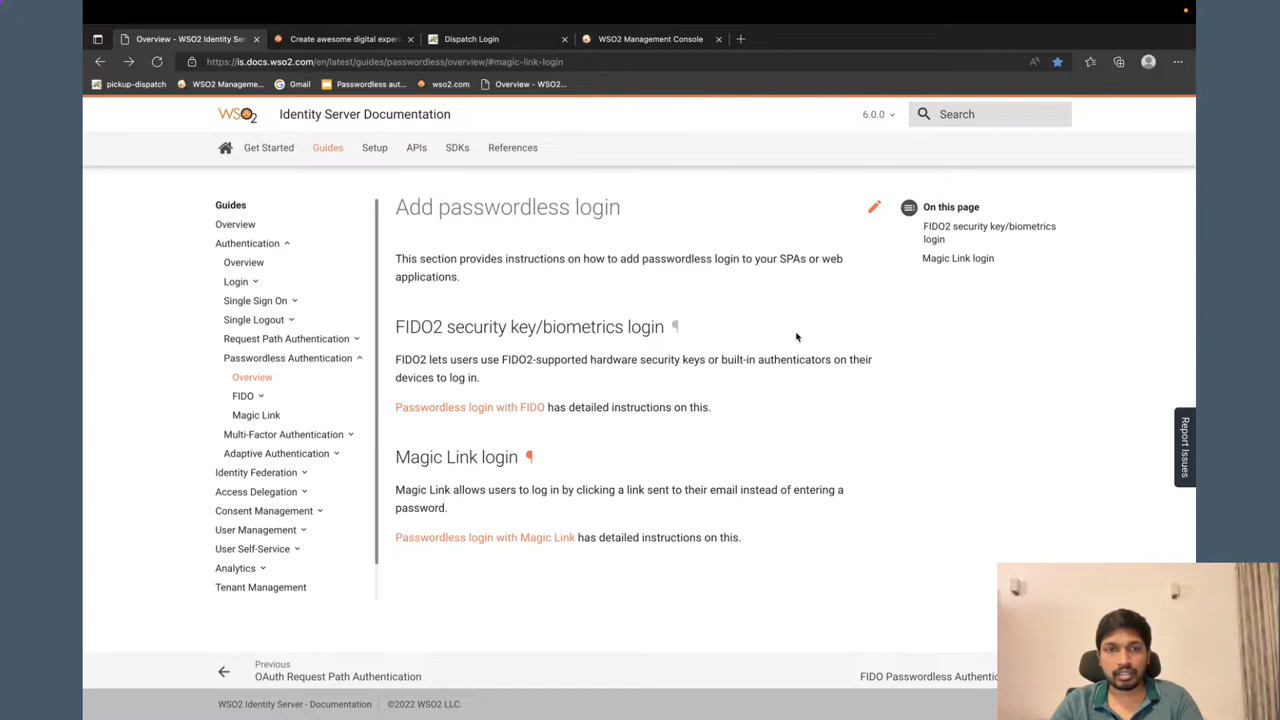 Overview - WSO2 Identity Ser
Create awesome digital experi
Dispatch Login
WSO2 Management Console
https://is.docs.wso2.com/en/latest/guides/passwordless/overview/#magic-link-login
pickup-dispatch
WSO2 Manageme...
Gmail
Passwordless aut...
wso2.com
Overview - WSO2...
WSO2
Identity Server Documentation
6.0.0
Search
Get Started
Guides
Setup
APIs
SDKs
References
Guides
Overview
Authentication
Overview
Login
Single Sign On
Single Logout
Request Path Authentication
Passwordless Authentication
Overview
FIDO
Magic Link
Multi-Factor Authentication
Adaptive Authentication
Identity Federation
Access Delegation
Consent Management
User Management
User Self-Service
Analytics
Tenant Management
Add passwordless login
This section provides instructions on how to add passwordless login to your SPAs or web
applications.
FIDO2 security key/biometrics login ¶
FIDO2 lets users use FIDO2-supported hardware security keys or built-in authenticators on their
devices to log in.
Passwordless login with FIDO has detailed instructions on this.
Magic Link login ¶
Magic Link allows users to log in by clicking a link sent to their email instead of entering a
password.
Passwordless login with Magic Link has detailed instructions on this.
On this page
FIDO2 security key/biometrics
login
Magic Link login
Report Issues
Previous
OAuth Request Path Authentication
FIDO Passwordless Authentic
WSO2 Identity Server - Documentation
©2022 WSO2 LLC.